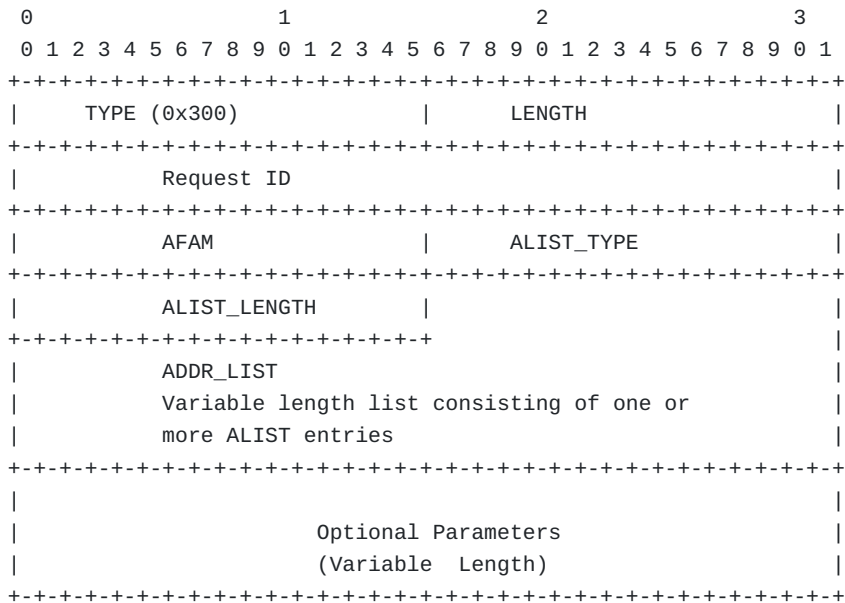 0                   1                   2                   3
 0 1 2 3 4 5 6 7 8 9 0 1 2 3 4 5 6 7 8 9 0 1 2 3 4 5 6 7 8 9 0 1
+-+-+-+-+-+-+-+-+-+-+-+-+-+-+-+-+-+-+-+-+-+-+-+-+-+-+-+-+-+-+-+-+
|     TYPE (0x300)              |      LENGTH                   |
+-+-+-+-+-+-+-+-+-+-+-+-+-+-+-+-+-+-+-+-+-+-+-+-+-+-+-+-+-+-+-+-+
|           Request ID                                          |
+-+-+-+-+-+-+-+-+-+-+-+-+-+-+-+-+-+-+-+-+-+-+-+-+-+-+-+-+-+-+-+-+
|           AFAM                |      ALIST_TYPE               |
+-+-+-+-+-+-+-+-+-+-+-+-+-+-+-+-+-+-+-+-+-+-+-+-+-+-+-+-+-+-+-+-+
|           ALIST_LENGTH        |                               |
+-+-+-+-+-+-+-+-+-+-+-+-+-+-+-+-+                               |
|           ADDR_LIST                                           |
|           Variable length list consisting of one or           |
|           more ALIST entries                                  |
+-+-+-+-+-+-+-+-+-+-+-+-+-+-+-+-+-+-+-+-+-+-+-+-+-+-+-+-+-+-+-+-+
|                                                               |
|                       Optional Parameters                     |
|                       (Variable  Length)                      |
+-+-+-+-+-+-+-+-+-+-+-+-+-+-+-+-+-+-+-+-+-+-+-+-+-+-+-+-+-+-+-+-+